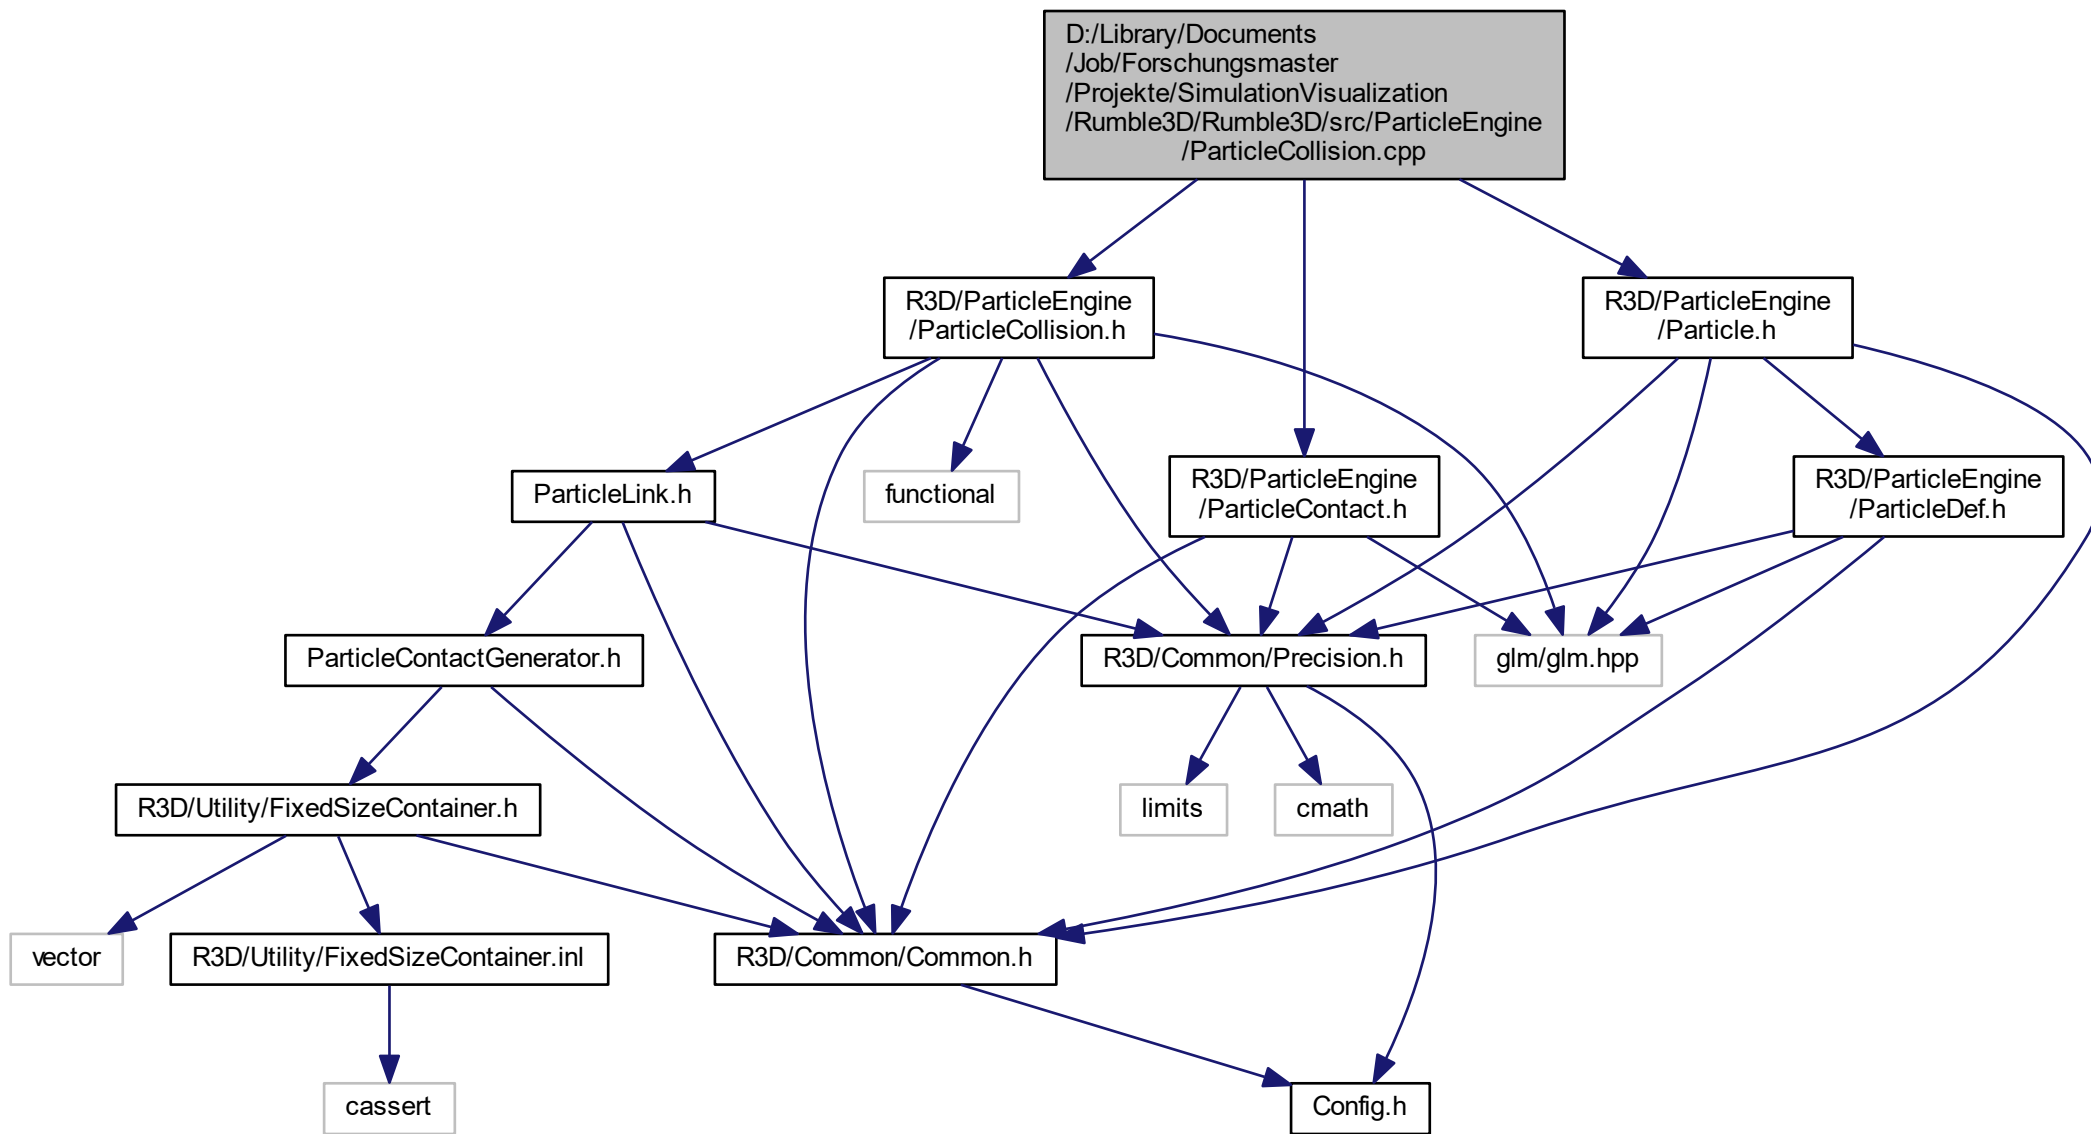 D:/Library/Documents
/Job/Forschungsmaster
/Projekte/SimulationVisualization
/Rumble3D/Rumble3D/src/ParticleEngine
/ParticleCollision.cpp
R3D/ParticleEngine
/ParticleCollision.h
R3D/ParticleEngine
/Particle.h
ParticleLink.h
functional
R3D/ParticleEngine
/ParticleContact.h
R3D/ParticleEngine
/ParticleDef.h
ParticleContactGenerator.h
R3D/Common/Precision.h
glm/glm.hpp
R3D/Utility/FixedSizeContainer.h
limits
cmath
vector
R3D/Utility/FixedSizeContainer.inl
R3D/Common/Common.h
cassert
Config.h